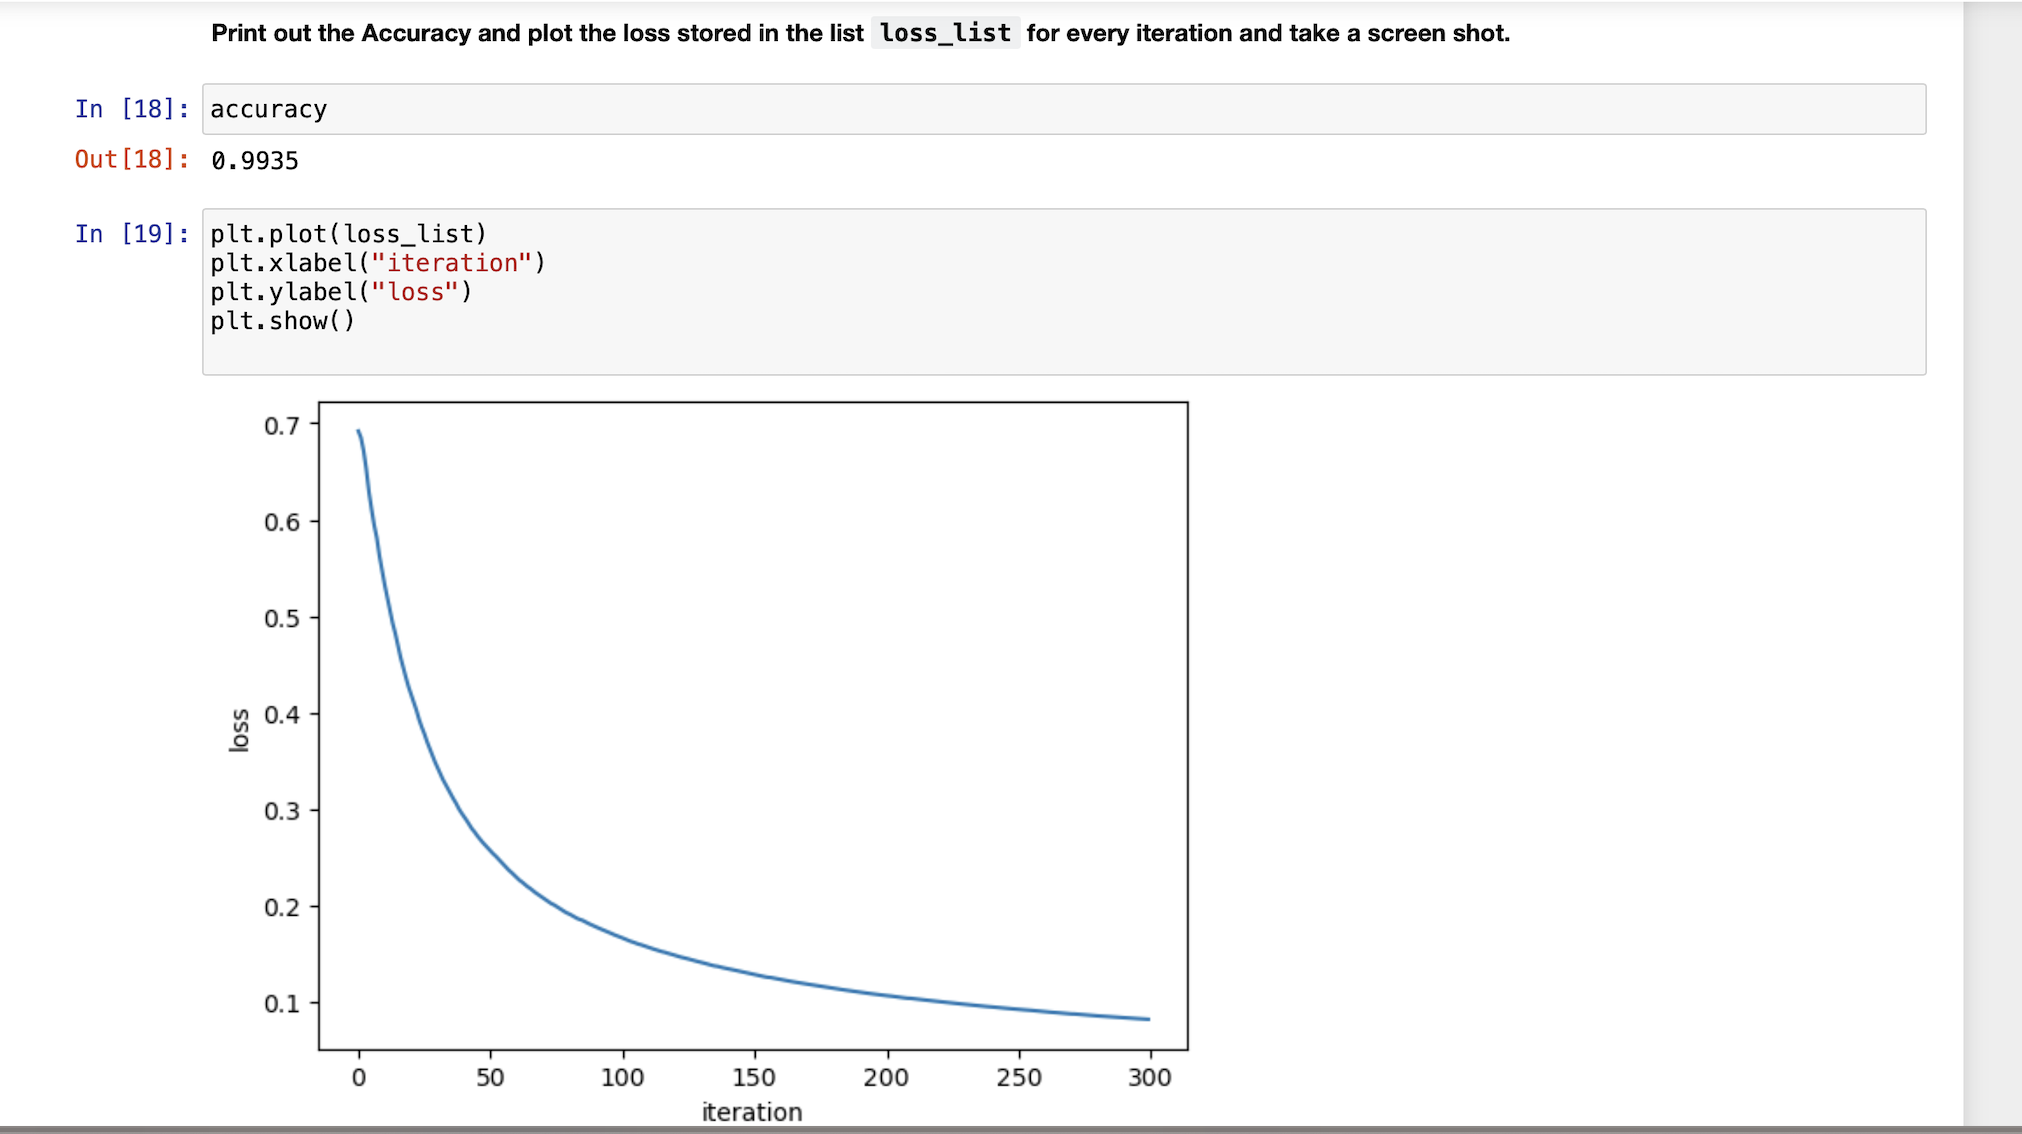 Print out the Accuracy and plot the loss stored in the list loss_list for every iteration and take a screen shot.
In [18]: accuracy
Out[18]: 0.9935
In [19]: plt.plot(loss_list)
plt.xlabel("iteration")
plt.ylabel("loss")
plt.show()
0.7
0.6
0.5
0.4
0.3
0.2
0.1
loss
0 50 100 150 200 250 300
iteration